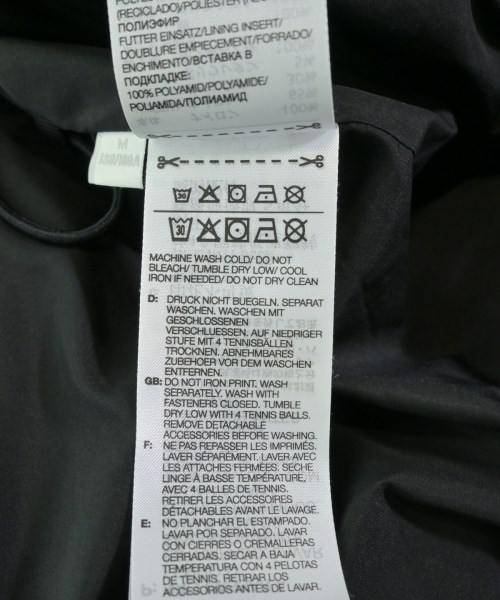 (RECICLADO)/POLIESTER/
ПОЛИЭФИР
FUTTER EINSATZ/LINING INSERT/
DOUBLURE EMPIECEMENT/FORRADO/
ENCHIMENTO/ВСТАВКА В
ПОДКЛАДКЕ:
100% POLYAMID/POLYAMIDE/
POLIAMIDA/ПОЛИАМИД
M
30
30
MACHINE WASH COLD/ DO NOT
BLEACH/ TUMBLE DRY LOW/ COOL
IRON IF NEEDED/ DO NOT DRY CLEAN
D: DRUCK NICHT BUEGELN. SEPARAT
WASCHEN. WASCHEN MIT
GESCHLOSSENEN
VERSCHLUESSEN. AUF NIEDRIGER
STUFE MIT 4 TENNISBÄLLEN
TROCKNEN. ABNEHMBARES
ZUBEHOER VOR DEM WASCHEN
ENTFERNEN.
GB: DO NOT IRON PRINT. WASH
SEPARATELY. WASH WITH
FASTENERS CLOSED. TUMBLE
DRY LOW WITH 4 TENNIS BALLS.
REMOVE DETACHABLE
ACCESSORIES BEFORE WASHING.
F: NE PAS REPASSER LES IMPRIMÉS.
LAVER SÉPARÉMENT. LAVER AVEC
LES ATTACHES FERMÉES. SECHE
LINGE À BASSE TEMPÉRATURE,
AVEC 4 BALLES DE TENNIS.
RETIRER LES ACCESSOIRES
DÉTACHABLES AVANT LE LAVAGE.
E: NO PLANCHAR EL ESTAMPADO.
LAVAR POR SEPARADO. LAVAR
CON CIERRES O CREMALLERAS
CERRADAS. SECAR A BAJA
TEMPERATURA CON 4 PELOTAS
DE TENNIS. RETIRAR LOS
ACCESORIOS ANTES DE LAVAR.